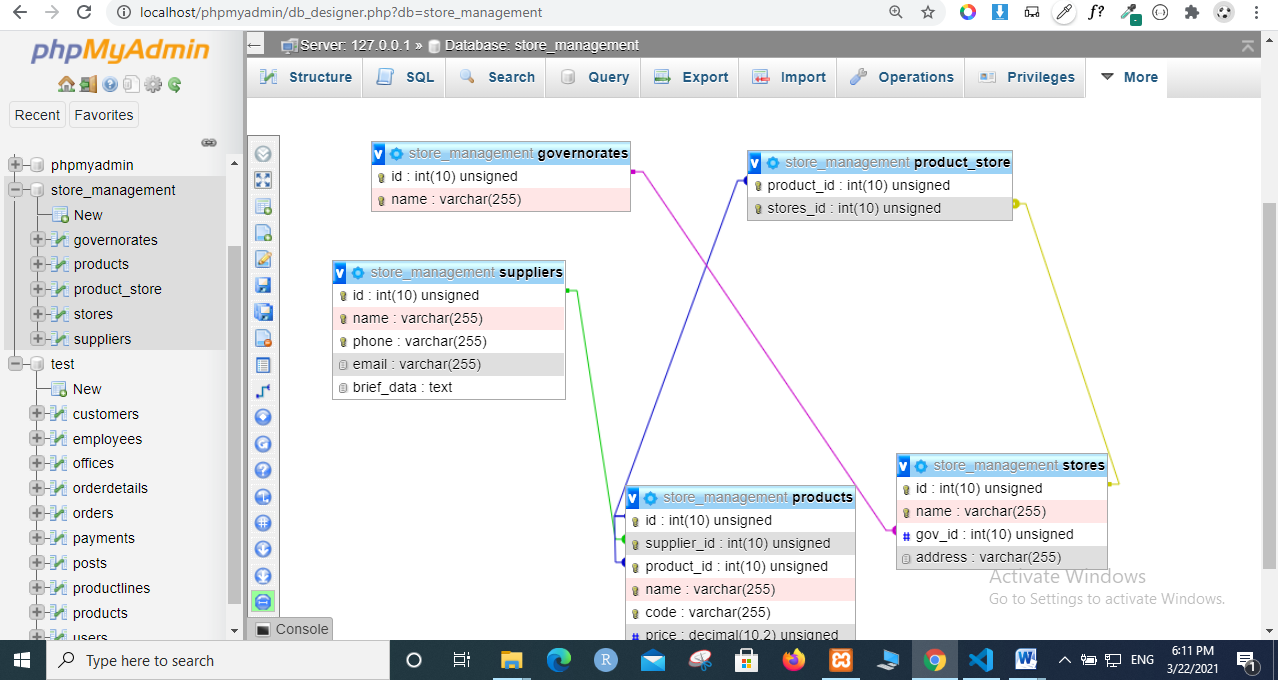 localhost/phpmyadmin/db_designer.php?db=store_management
f?
phpMyAdmin
Recent Favorites
phpmyadmin
store_management
New
governorates
products
product_store
stores
suppliers
test
New
customers
employees
offices
orderdetails
orders
payments
posts
productlines
products
users
Server: 127.0.0.1 » Database: store_management
Structure SQL Search Query Export Import Operations Privileges More
v store_management governorates
id : int(10) unsigned
name : varchar(255)
v store_management product_store
product_id : int(10) unsigned
stores_id : int(10) unsigned
v store_management suppliers
id : int(10) unsigned
name : varchar(255)
phone : varchar(255)
email : varchar(255)
brief_data : text
v store_management products
id : int(10) unsigned
supplier_id : int(10) unsigned
product_id : int(10) unsigned
name : varchar(255)
code : varchar(255)
# price : decimal(10,2) unsigned
v store_management stores
id : int(10) unsigned
name : varchar(255)
# gov_id : int(10) unsigned
address : varchar(255)
Activate Windows
Go to Settings to activate Windows.
Console
Type here to search
R
W
ENG
6:11 PM
3/22/2021
1